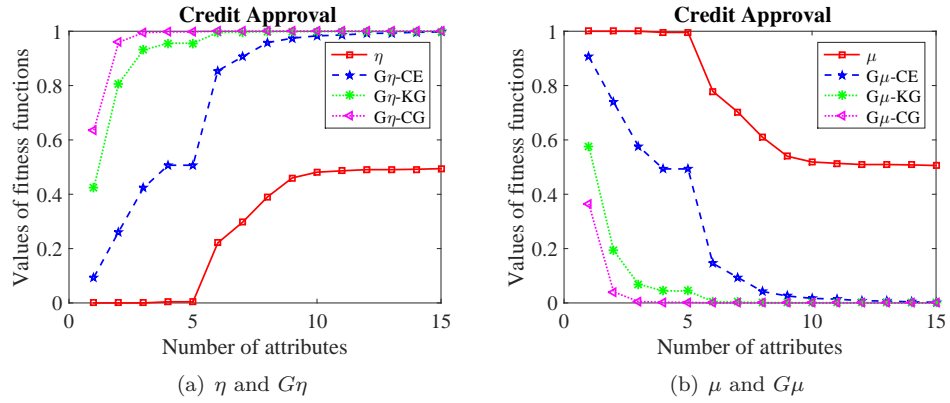 Credit Approval
Values of fitness functions
1
0.8
0.6
0.4
0.2
0
η
Gη-CE
Gη-KG
Gη-CG
0 5 10 15
Number of attributes
(a) η and Gη
Credit Approval
Values of fitness functions
1
0.8
0.6
0.4
0.2
0
μ
Gμ-CE
Gμ-KG
Gμ-CG
0 5 10 15
Number of attributes
(b) μ and Gμ